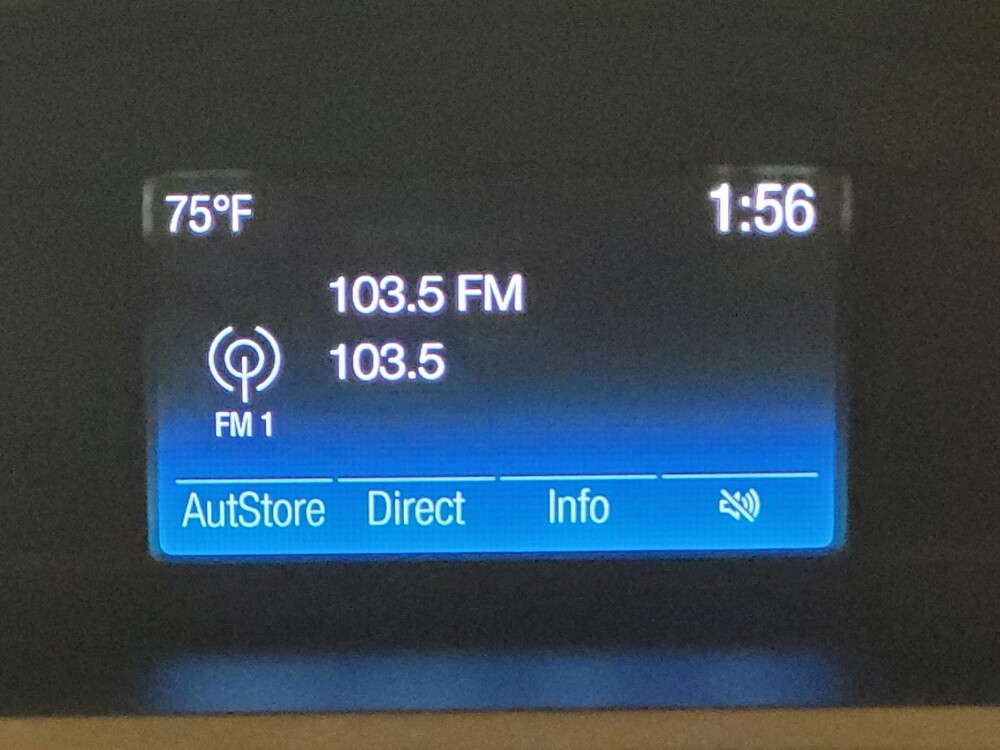 75°F
1:56
103.5 FM
103.5
FM 1
AutStore Direct Info